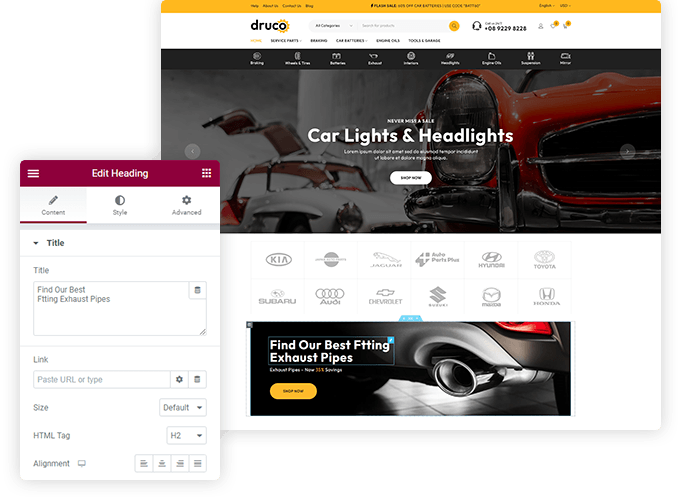 Help About Us Contact Us Blog
FLASH SALE: 60% OFF CAR BATTERIES | USE CODE "BATT60"
English
USD
druco
All Categories
Search for products
Call us 24/7
+08 9229 8228
0
0
HOME SERVICE PARTS BRAKING CAR BATTERIES ENGINE OILS TOOLS & GARAGE
Braking Wheels & Tires Batteries Exhaust Interiors Headlights Engine Oils Suspension Mirror
NEVER MISS A SALE
Car Lights & Headlights
Lorem ipsum dolor sit amet sed do eiusmod tempor incididunt
ut labore et dolore magna aliqua.
SHOP NOW
KIA JAGUAR Auto Parts Plus HYUNDAI TOYOTA
SUBARU Audi CHEVROLET SUZUKI mazda HONDA
Find Our Best Ftting
Exhaust Pipes
Exhaust Pipes - Now 35% Savings
SHOP NOW
Edit Heading
Content Style Advanced
Title
Title
Find Our Best
Ftting Exhaust Pipes
Link
Paste URL or type
Size
Default
HTML Tag
H2
Alignment